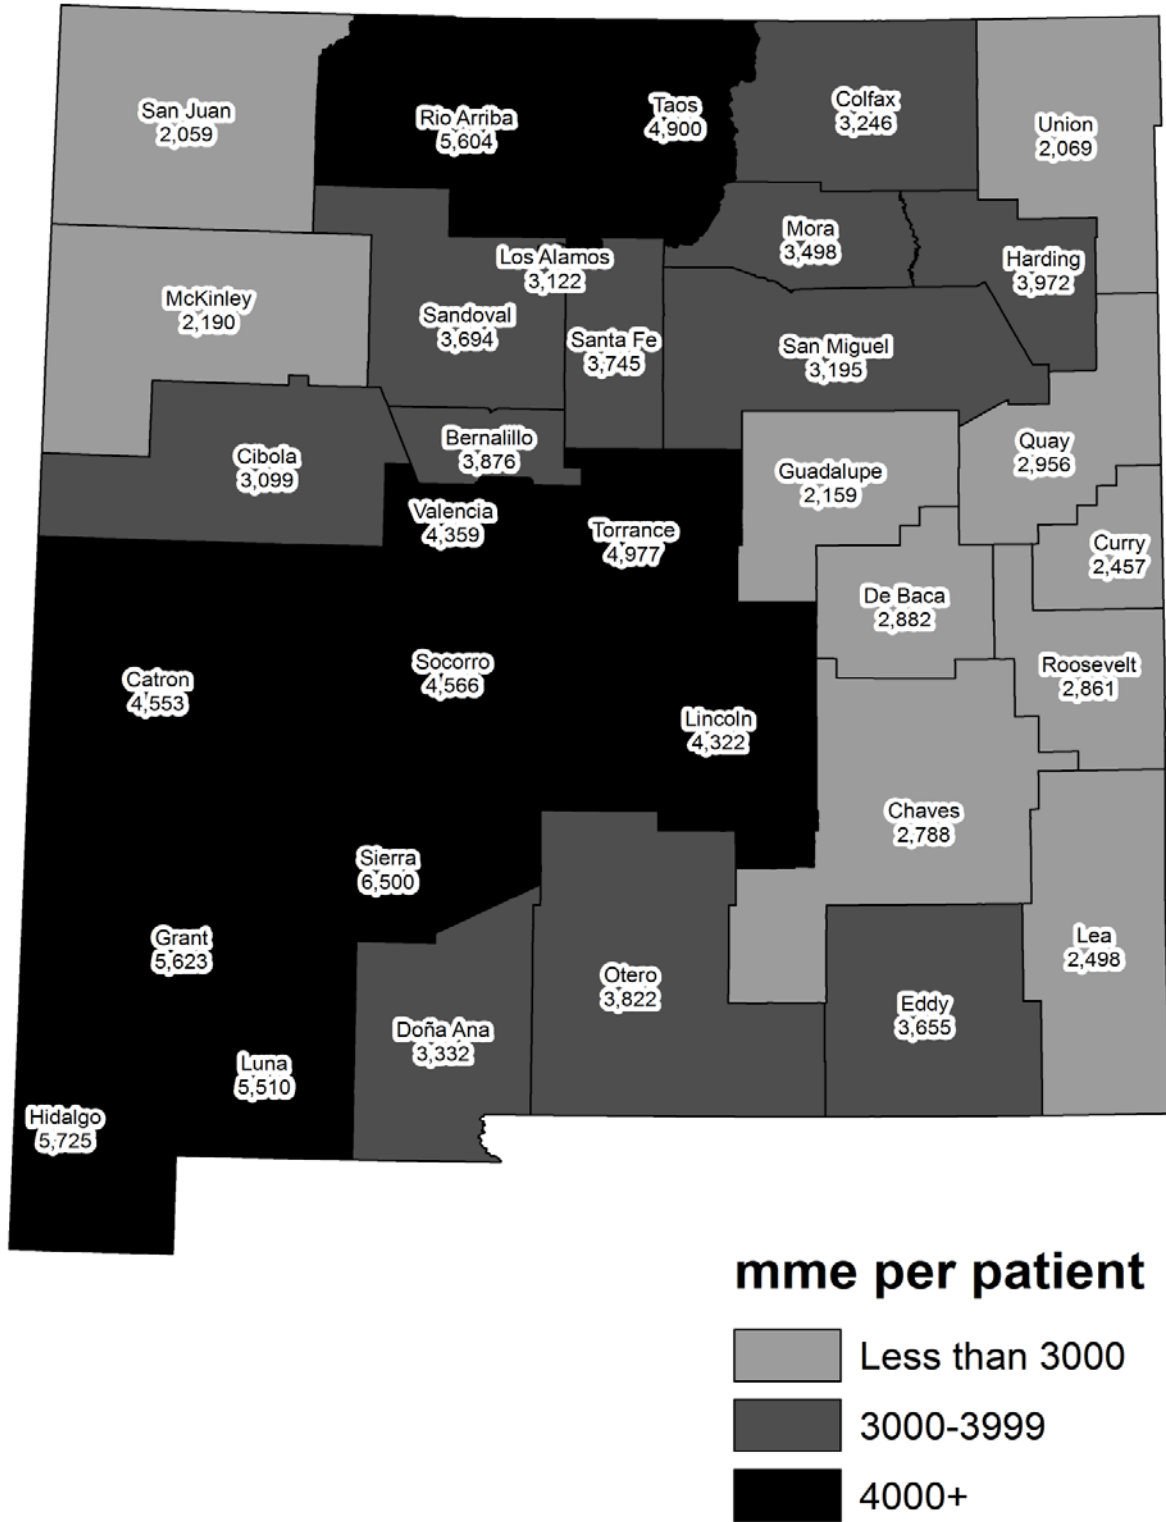 San Juan
2,059
Rio Arriba
5,604
Taos
4,900
Colfax
3,246
Union
2,069
Mora
3,498
Harding
3,972
Los Alamos
3,122
McKinley
2,190
Sandoval
3,694
Santa Fe
3,745
San Miguel
3,195
Cibola
3,099
Bernalillo
3,876
Guadalupe
2,159
Quay
2,956
Valencia
4,359
Torrance
4,977
Curry
2,457
De Baca
2,882
Catron
4,553
Socorro
4,566
Roosevelt
2,861
Lincoln
4,322
Chaves
2,788
Sierra
6,500
Grant
5,623
Otero
3,822
Lea
2,498
Eddy
3,655
Doña Ana
3,332
Luna
5,510
Hidalgo
5,725
mme per patient
Less than 3000
3000-3999
4000+